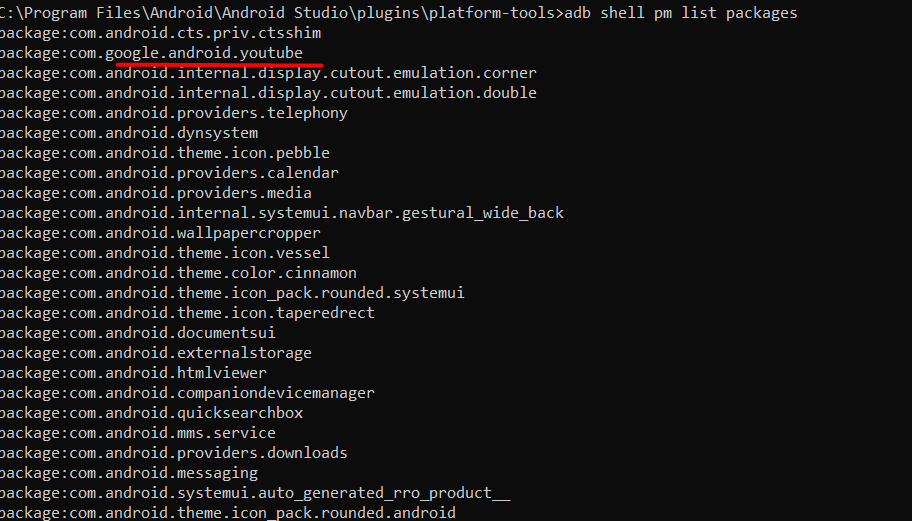 C:\Program Files\Android\Android Studio\plugins\platform-tools>adb shell pm list packages
package:com.android.cts.priv.ctsshim
package:com.google.android.youtube
package:com.android.internal.display.cutout.emulation.corner
package:com.android.internal.display.cutout.emulation.double
package:com.android.providers.telephony
package:com.android.dynsystem
package:com.android.theme.icon.pebble
package:com.android.providers.calendar
package:com.android.providers.media
package:com.android.internal.systemui.navbar.gestural_wide_back
package:com.android.wallpapercropper
package:com.android.theme.icon.vessel
package:com.android.theme.color.cinnamon
package:com.android.theme.icon_pack.rounded.systemui
package:com.android.theme.icon.taperedrect
package:com.android.documentsui
package:com.android.externalstorage
package:com.android.htmlviewer
package:com.android.companiondevicemanager
package:com.android.quicksearchbox
package:com.android.mms.service
package:com.android.providers.downloads
package:com.android.messaging
package:com.android.systemui.auto_generated_rro_product__
package:com.android.theme.icon_pack.rounded.android